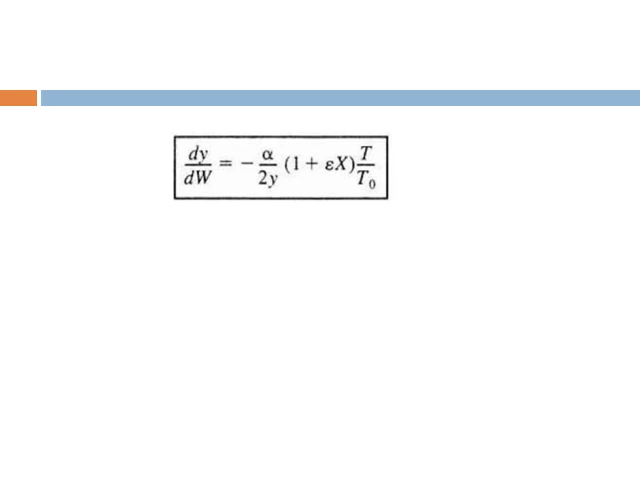 dy/dW = − α/2y (1 + εX) T/T₀